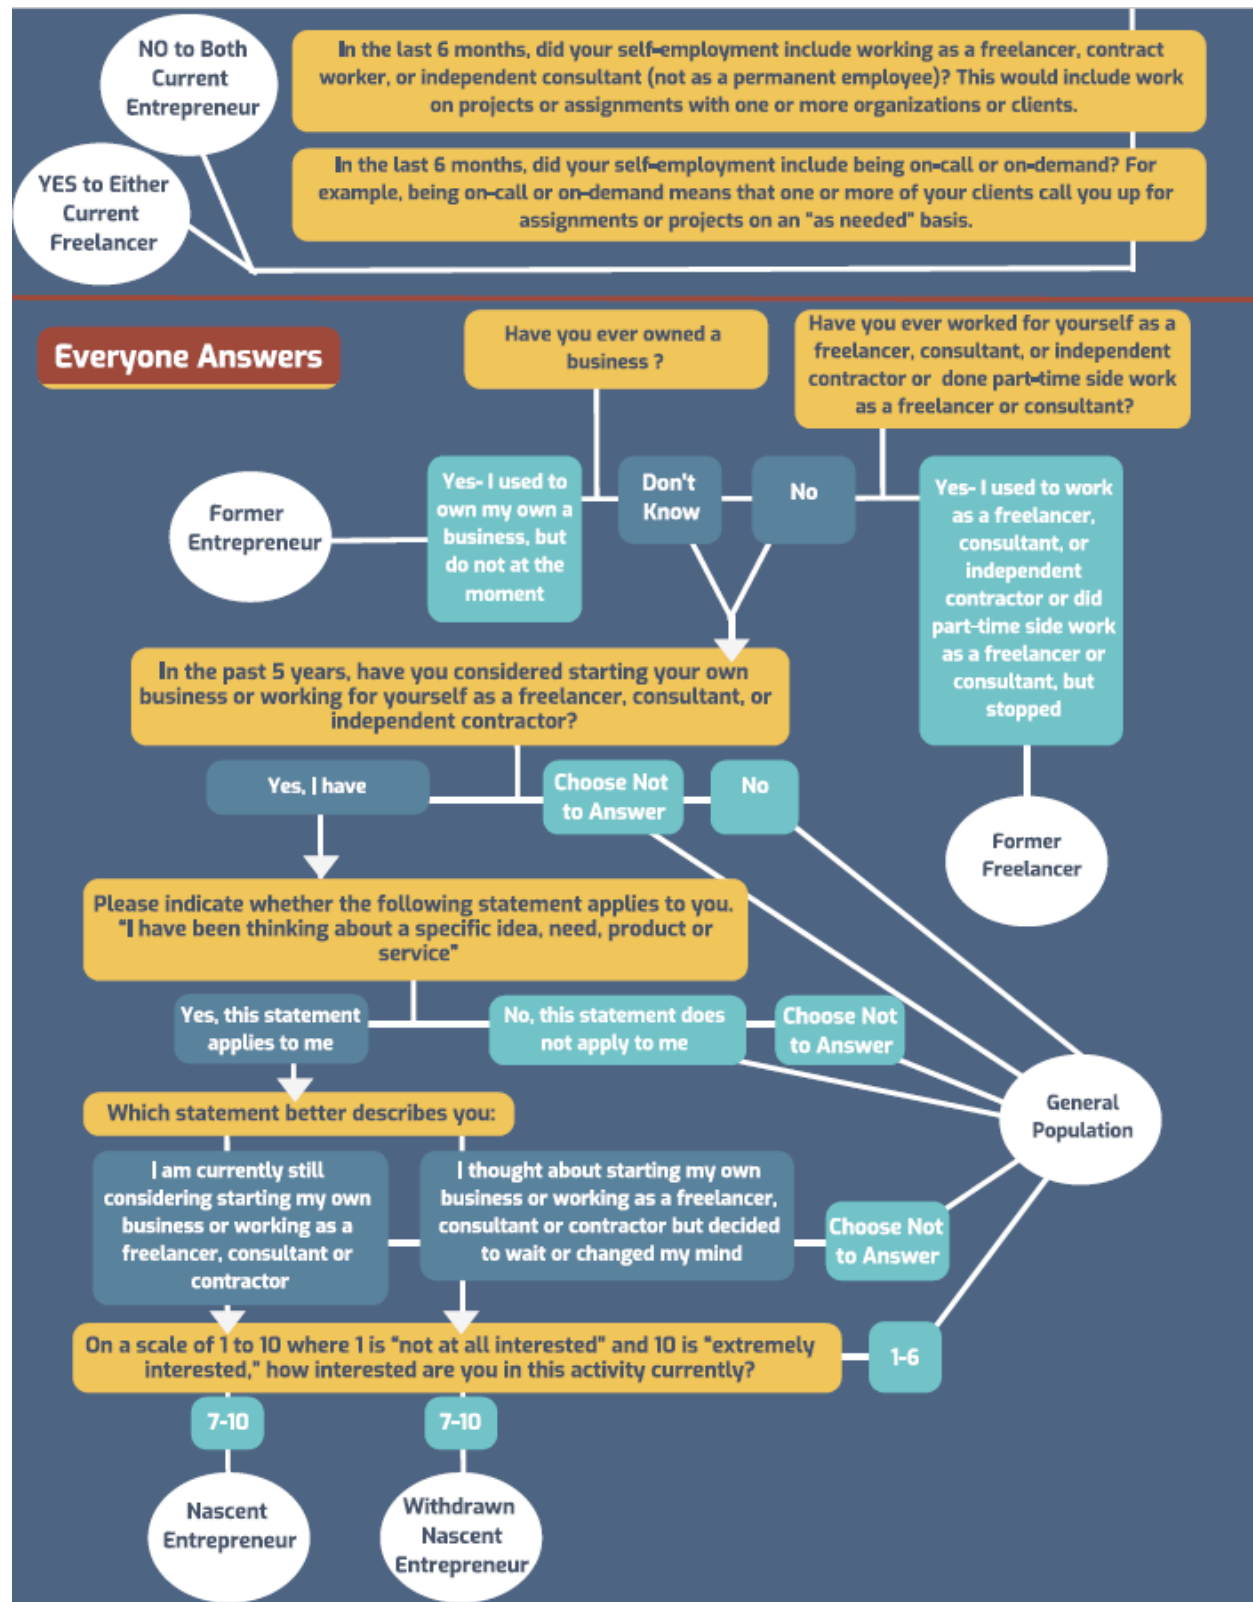 NO to Both
Current
Entrepreneur
In the last 6 months, did your self-employment include working as a freelancer, contract
worker, or independent consultant (not as a permanent employee)? This would include work
on projects or assignments with one or more organizations or clients.
YES to Either
Current
Freelancer
In the last 6 months, did your self-employment include being on-call or on-demand? For
example, being on-call or on-demand means that one or more of your clients call you up for
assignments or projects on an "as needed" basis.
Everyone Answers
Have you ever owned a
business ?
Have you ever worked for yourself as a
freelancer, consultant, or independent
contractor or done part-time side work
as a freelancer or consultant?
Former
Entrepreneur
Yes- I used to
own my own a
business, but
do not at the
moment
Don't
Know
No
Yes- I used to work
as a freelancer,
consultant, or
independent
contractor or did
part-time side work
as a freelancer or
consultant, but
stopped
In the past 5 years, have you considered starting your own
business or working for yourself as a freelancer, consultant, or
independent contractor?
Yes, I have
Choose Not
to Answer
No
Former
Freelancer
Please indicate whether the following statement applies to you.
"I have been thinking about a specific idea, need, product or
service"
Yes, this statement
applies to me
No, this statement does
not apply to me
Choose Not
to Answer
General
Population
Which statement better describes you:
I am currently still
considering starting my own
business or working as a
freelancer, consultant or
contractor
I thought about starting my own
business or working as a freelancer,
consultant or contractor but decided
to wait or changed my mind
Choose Not
to Answer
On a scale of 1 to 10 where 1 is "not at all interested" and 10 is "extremely
interested," how interested are you in this activity currently?
1-6
7-10
7-10
Nascent
Entrepreneur
Withdrawn
Nascent
Entrepreneur